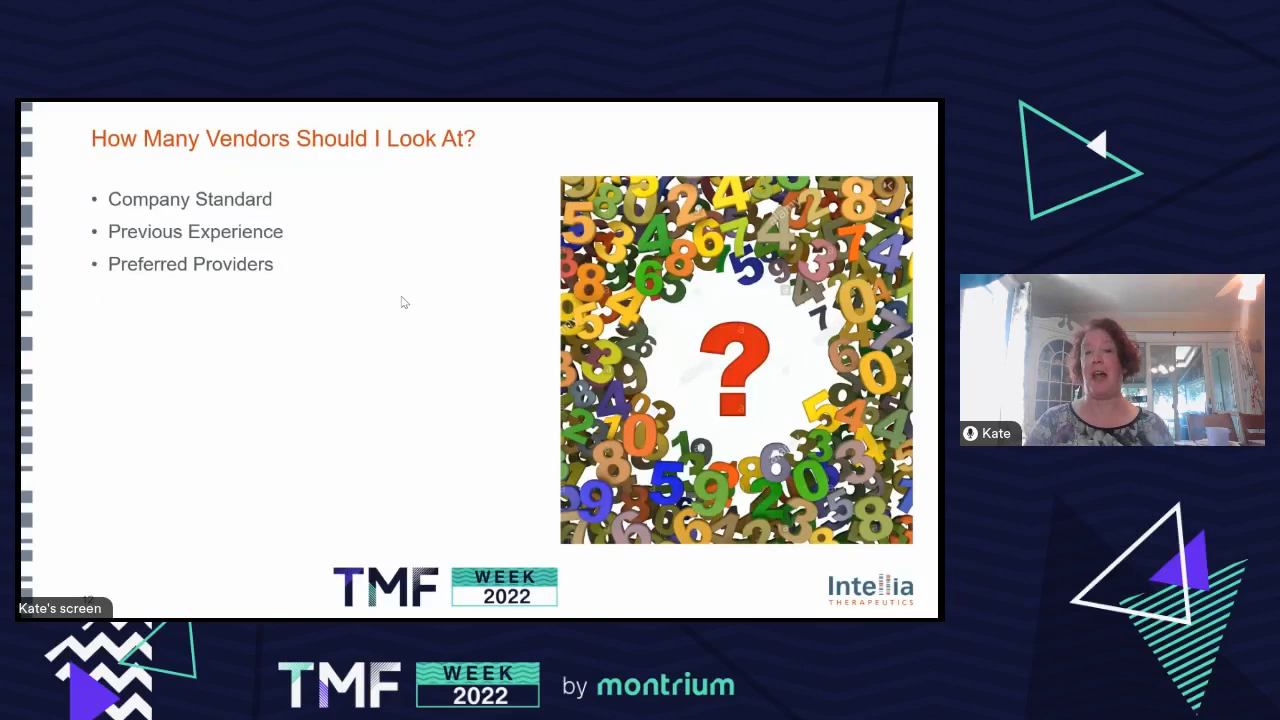 How Many Vendors Should I Look At?
• Company Standard
• Previous Experience
• Preferred Providers
TMF WEEK 2022
Intellia
THERAPEUTICS
12
Kate's screen
Kate
TMF WEEK 2022 by montrium